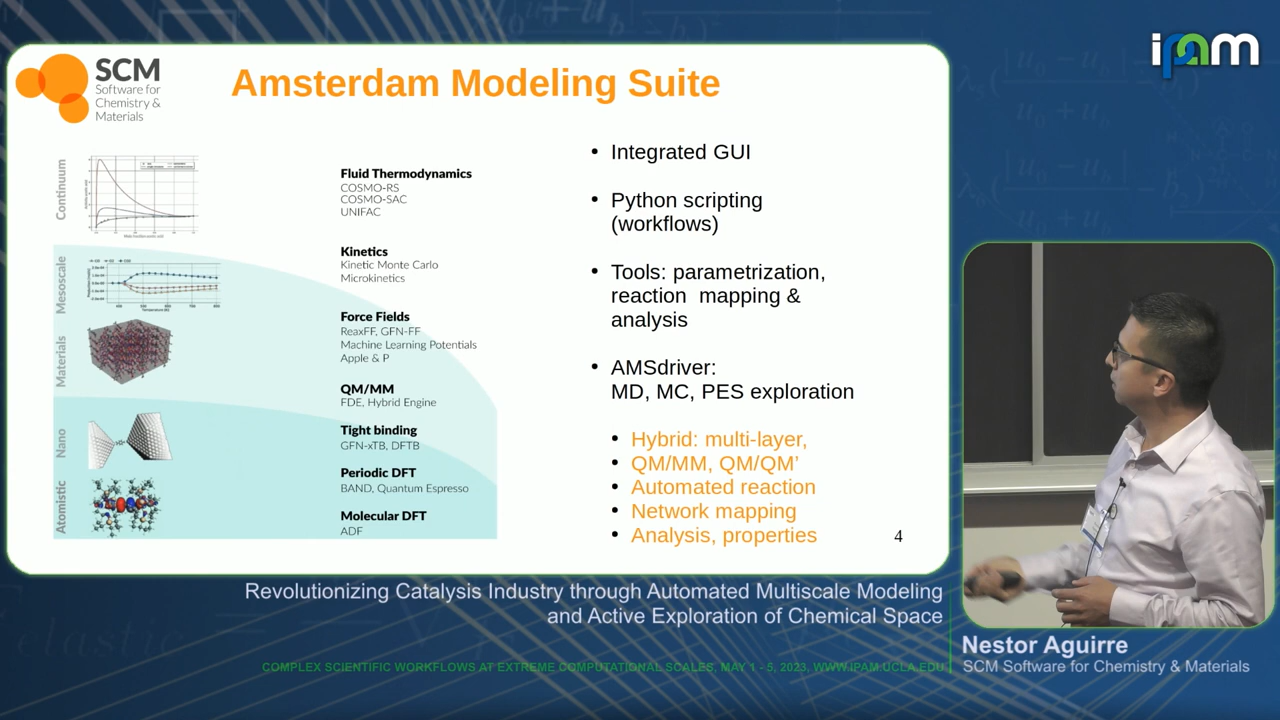 ipam
SCM
Software for
Chemistry &
Materials
Amsterdam Modeling Suite
Continuum
Mesoscale
Materials
Nano
Atomistic
Fluid Thermodynamics
COSMO-RS
COSMO-SAC
UNIFAC
Kinetics
Kinetic Monte Carlo
Microkinetics
Force Fields
ReaxFF, GFN-FF
Machine Learning Potentials
Apple & P
QM/MM
FDE, Hybrid Engine
Tight binding
GFN-xTB, DFTB
Periodic DFT
BAND, Quantum Espresso
Molecular DFT
ADF
• Integrated GUI
• Python scripting
(workflows)
• Tools: parametrization,
reaction mapping &
analysis
• AMSdriver:
MD, MC, PES exploration
• Hybrid: multi-layer,
• QM/MM, QM/QM’
• Automated reaction
• Network mapping
• Analysis, properties
4
Revolutionizing Catalysis Industry through Automated Multiscale Modeling
and Active Exploration of Chemical Space
COMPLEX SCIENTIFIC WORKFLOWS AT EXTREME COMPUTATIONAL SCALES, MAY 1 - 5, 2023, WWW.IPAM.UCLA.EDU
Nestor Aguirre
SCM Software for Chemistry & Materials